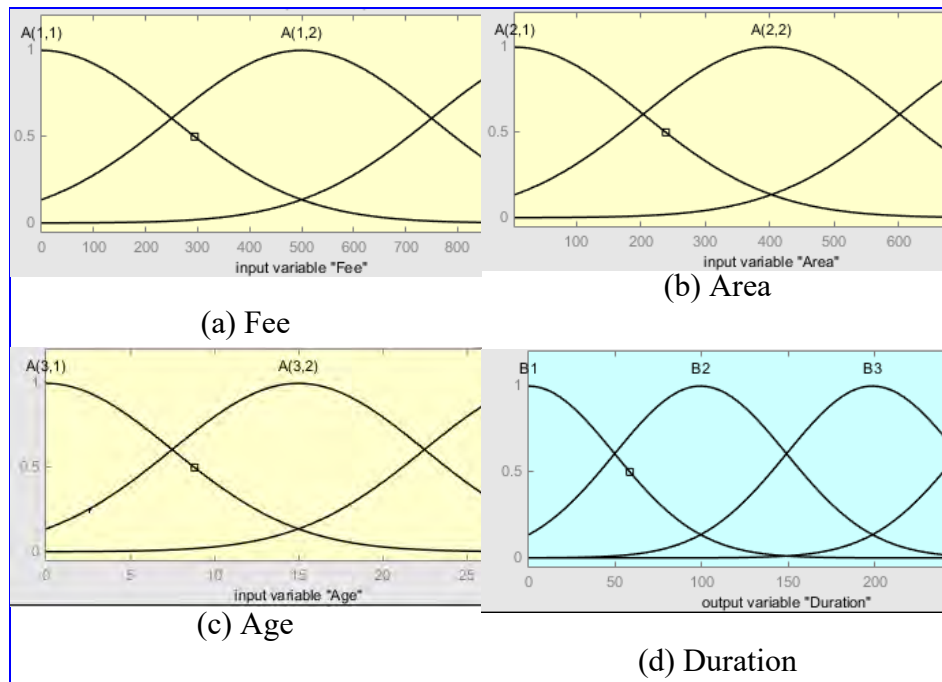 A(1,1) A(1,2)
1
0.5
0
0 100 200 300 400 500 600 700 800
input variable "Fee"
(a) Fee
A(2,1) A(2,2)
1
0.5
0
100 200 300 400 500 600
input variable "Area"
(b) Area
A(3,1) A(3,2)
1
0.5
0
0 5 10 15 20 25
input variable "Age"
(c) Age
B1 B2 B3
1
0.5
0
0 50 100 150 200
output variable "Duration"
(d) Duration